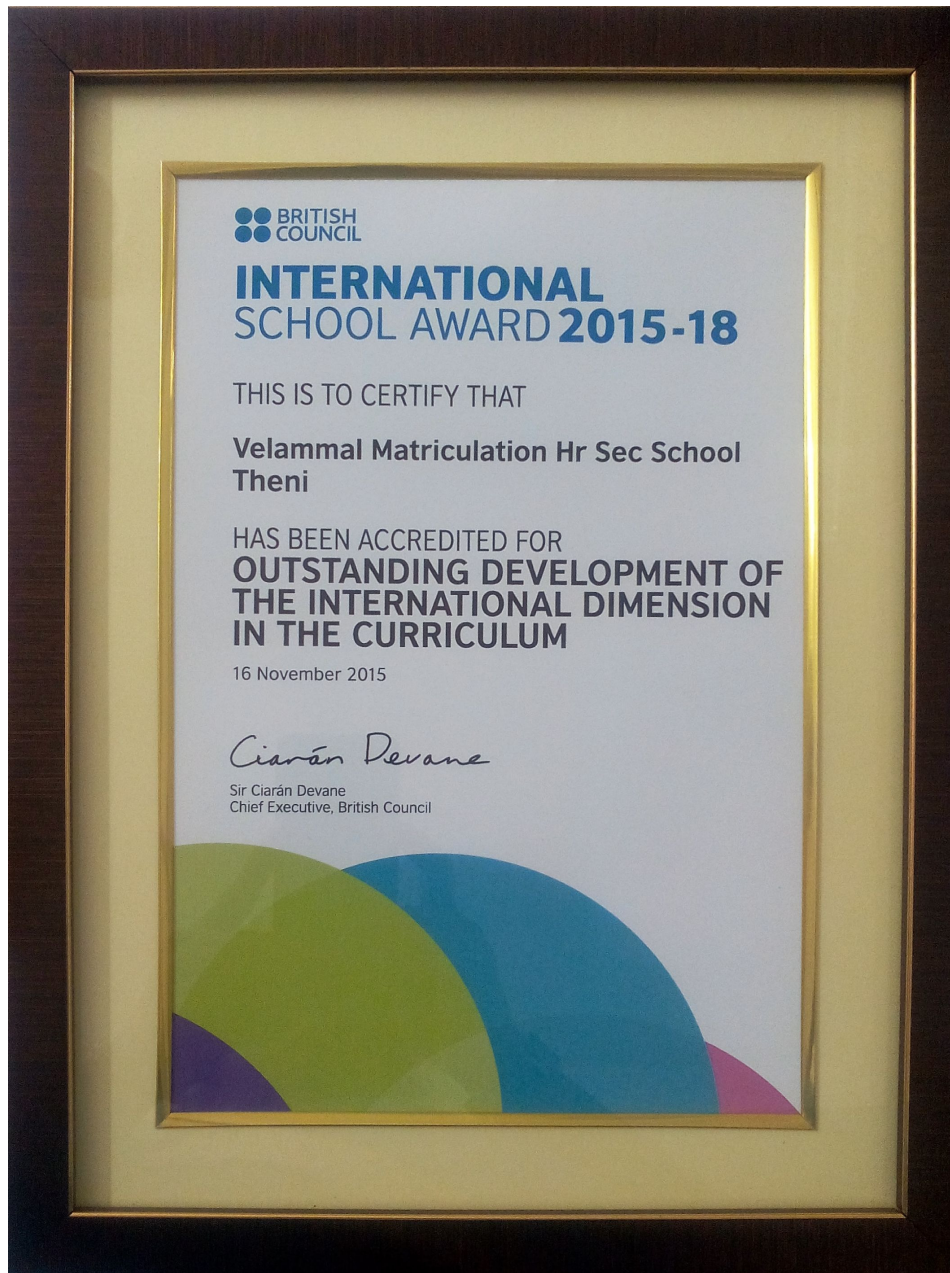 BRITISH
COUNCIL
INTERNATIONAL
SCHOOL AWARD 2015-18
THIS IS TO CERTIFY THAT
Velammal Matriculation Hr Sec School
Theni
HAS BEEN ACCREDITED FOR
OUTSTANDING DEVELOPMENT OF
THE INTERNATIONAL DIMENSION
IN THE CURRICULUM
16 November 2015
Ciarán Devane
Sir Ciarán Devane
Chief Executive, British Council